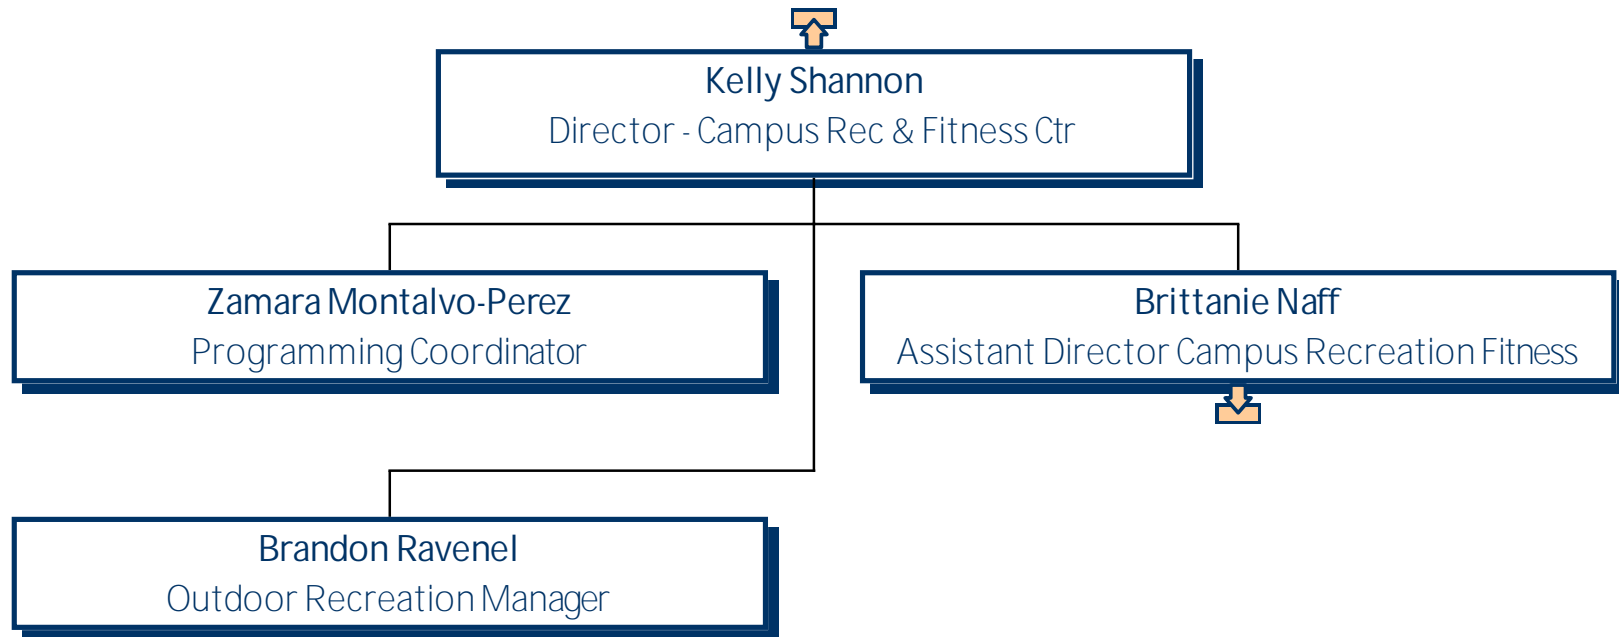 Kelly Shannon
Director - Campus Rec & Fitness Ctr
Zamara Montalvo-Perez
Programming Coordinator
Brittanie Naff
Assistant Director Campus Recreation Fitness
Brandon Ravenel
Outdoor Recreation Manager